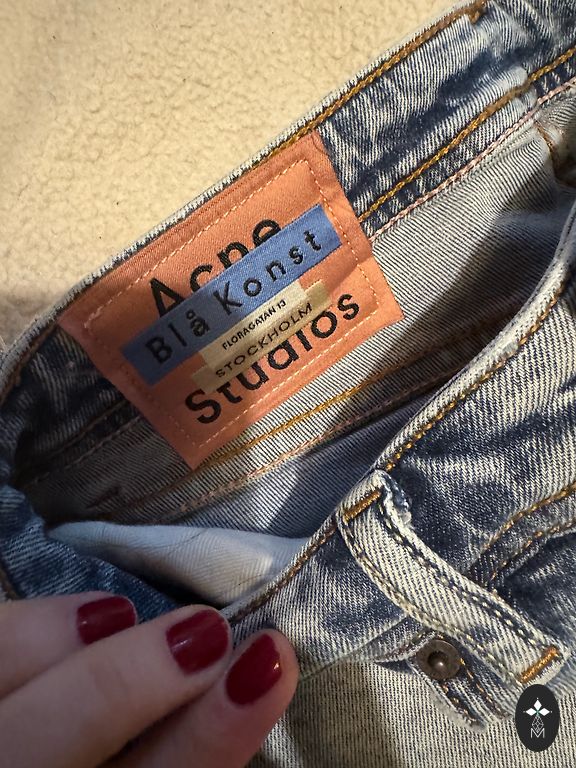 Acne
Blå Konst
FLORAGATAN 13
STOCKHOLM
Studios
M